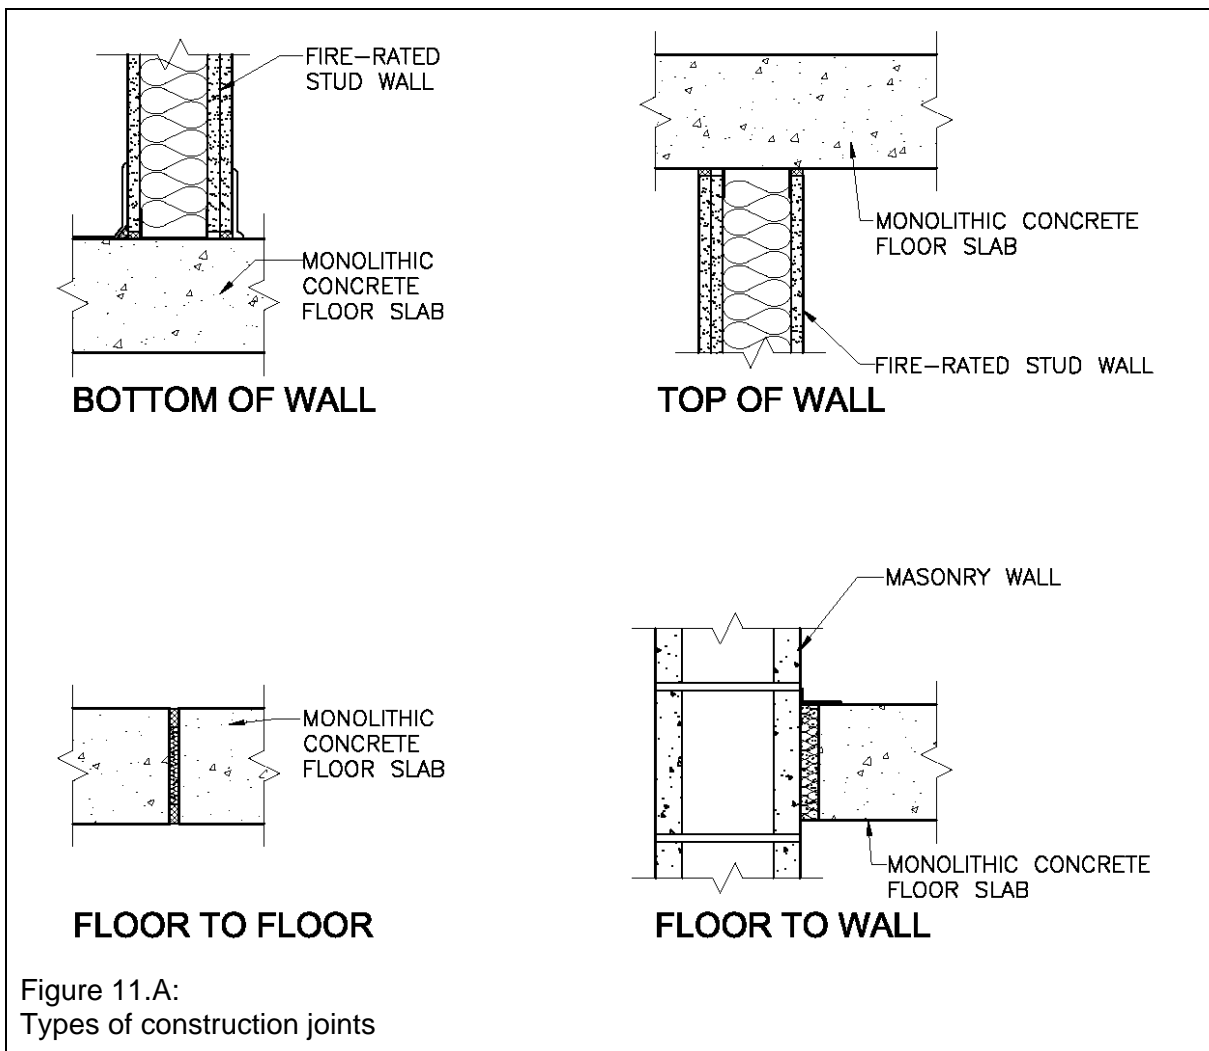 FIRE-RATED
STUD WALL
MONOLITHIC
CONCRETE
FLOOR SLAB
BOTTOM OF WALL
MONOLITHIC CONCRETE
FLOOR SLAB
FIRE-RATED STUD WALL
TOP OF WALL
MONOLITHIC
CONCRETE
FLOOR SLAB
FLOOR TO FLOOR
MASONRY WALL
MONOLITHIC CONCRETE
FLOOR SLAB
FLOOR TO WALL
Figure 11.A:
Types of construction joints